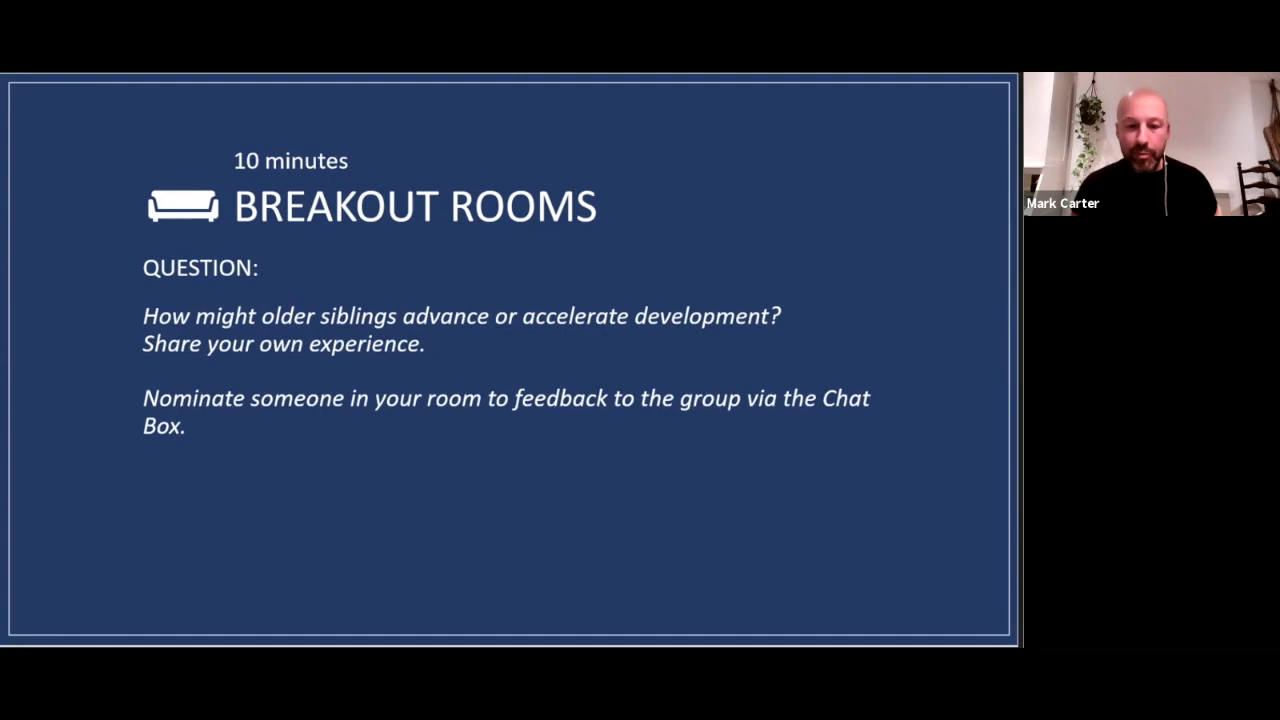 10 minutes
BREAKOUT ROOMS
QUESTION:
How might older siblings advance or accelerate development?
Share your own experience.
Nominate someone in your room to feedback to the group via the Chat
Box.
Mark Carter